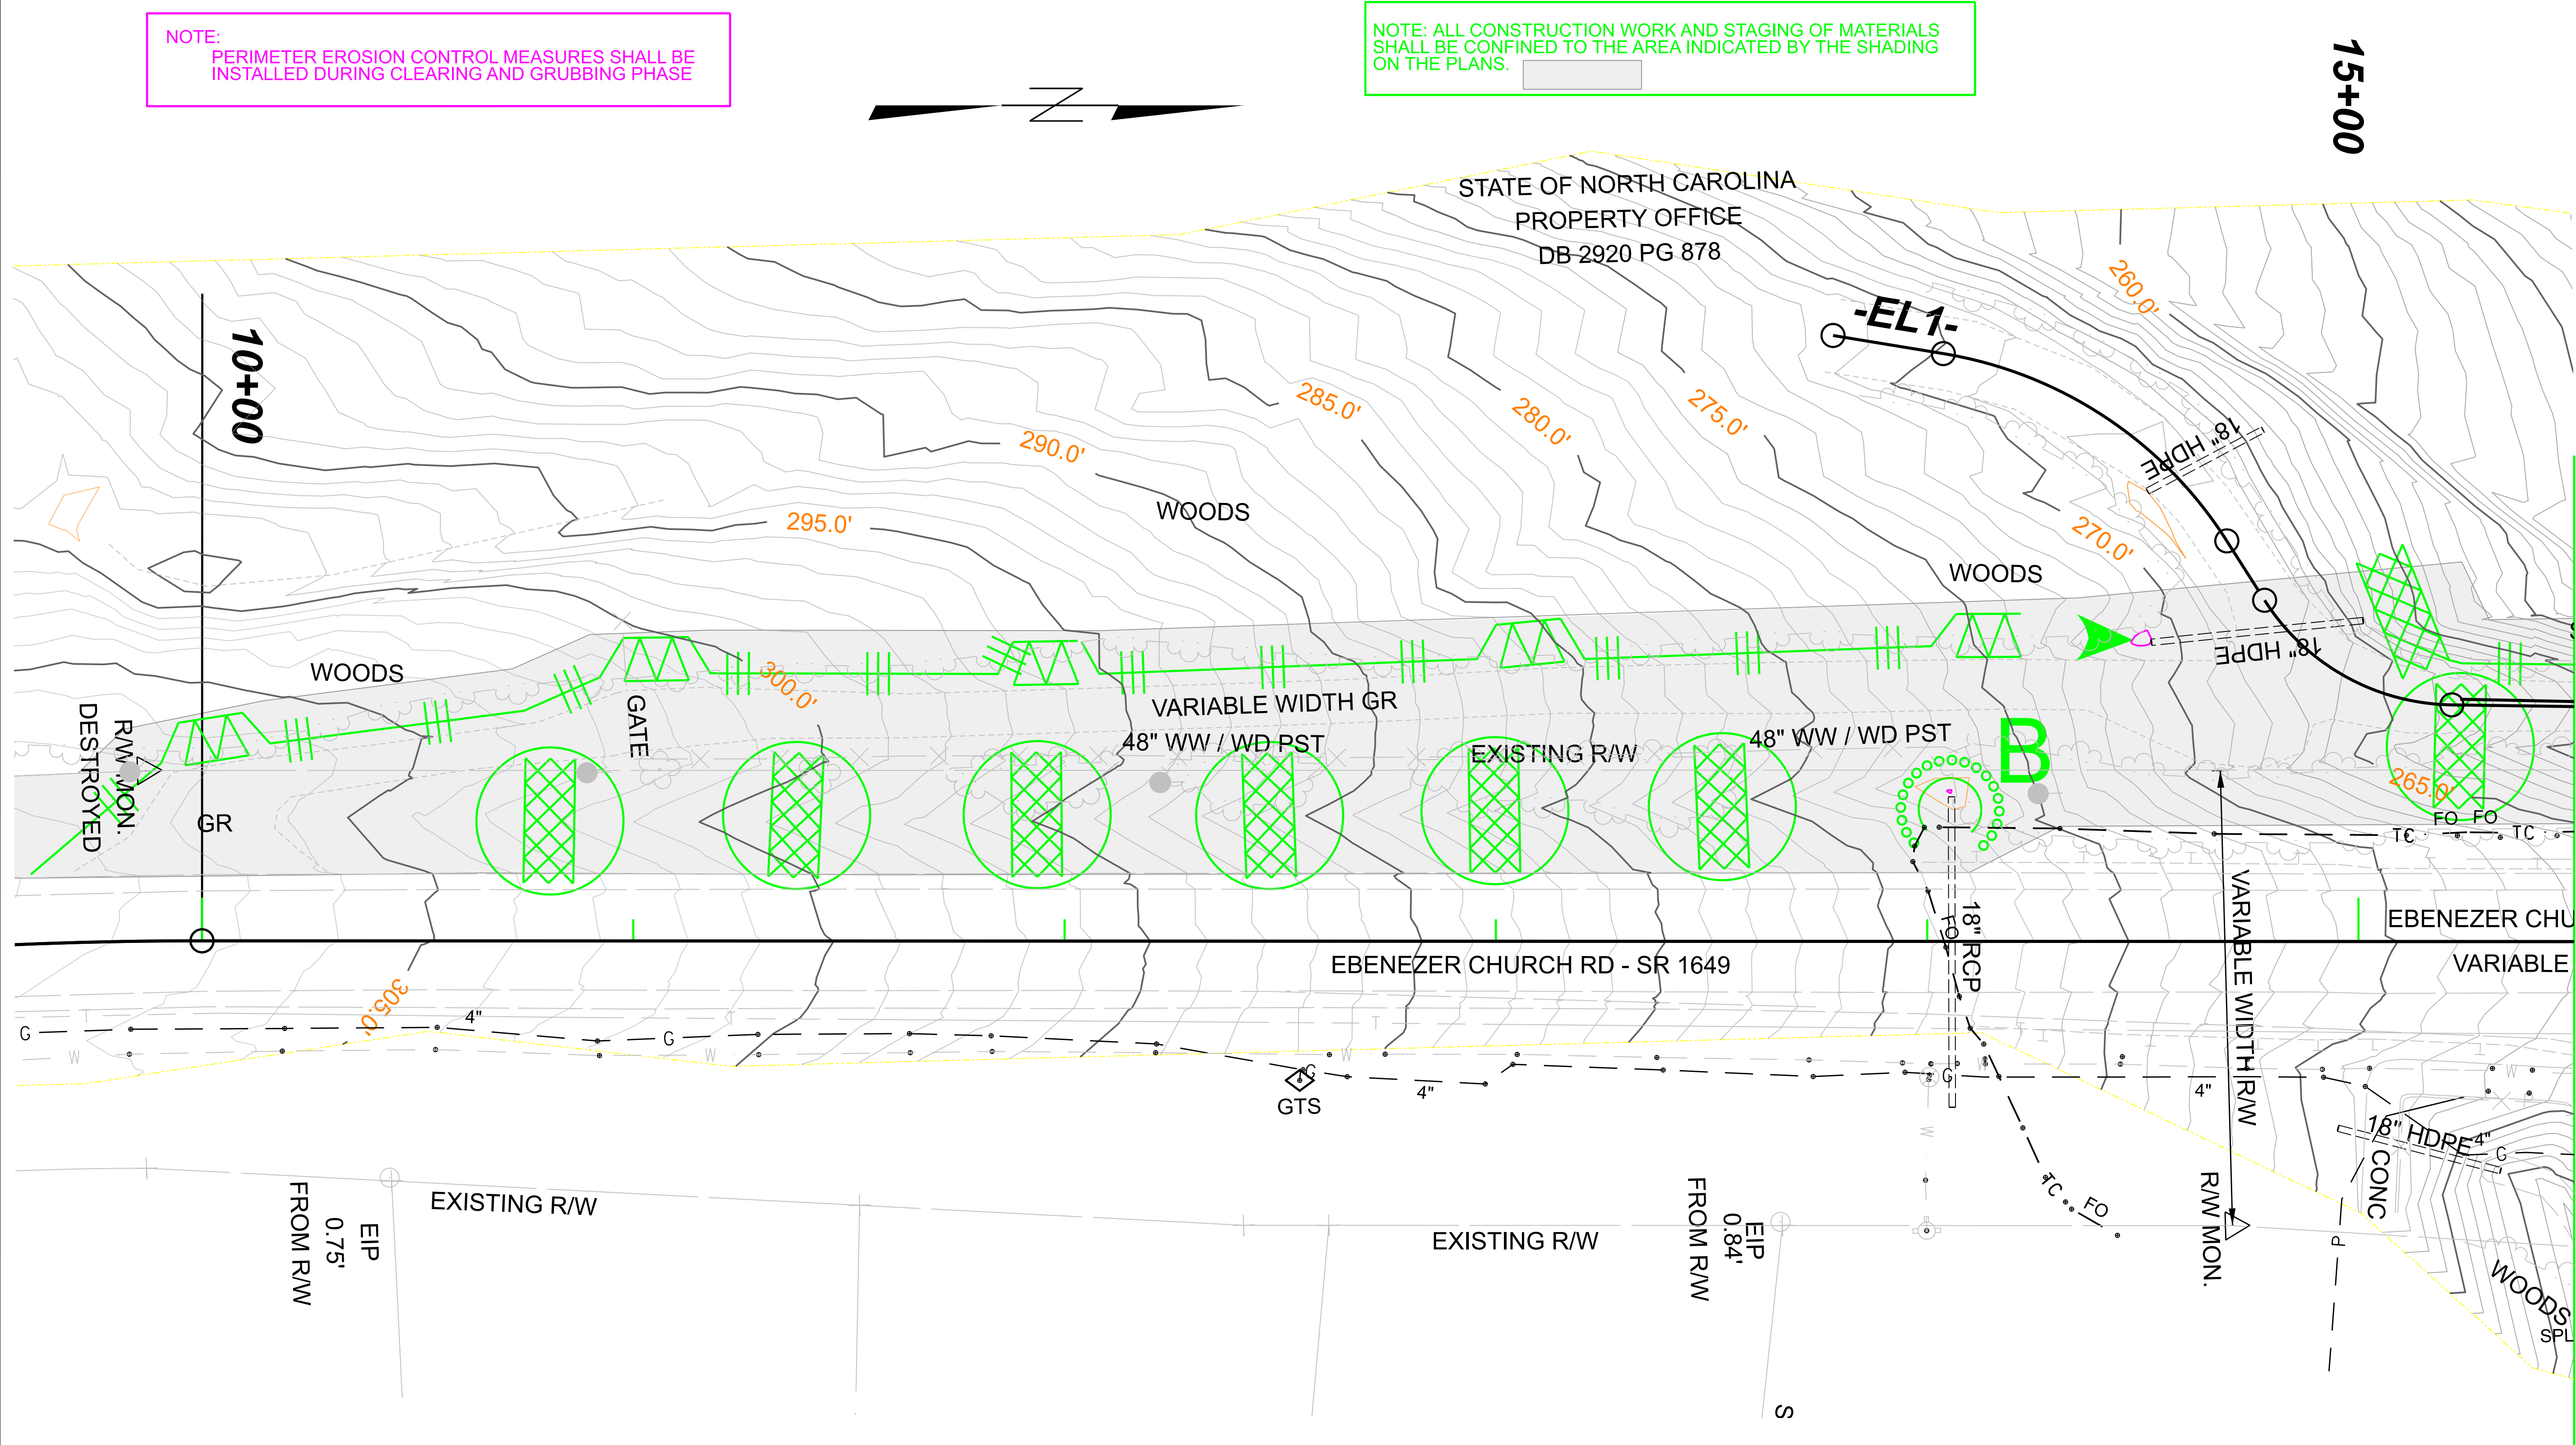 NOTE:
PERIMETER EROSION CONTROL MEASURES SHALL BE
INSTALLED DURING CLEARING AND GRUBBING PHASE
NOTE: ALL CONSTRUCTION WORK AND STAGING OF MATERIALS
SHALL BE CONFINED TO THE AREA INDICATED BY THE SHADING
ON THE PLANS.
N
15+00
STATE OF NORTH CAROLINA
PROPERTY OFFICE
DB 2920 PG 878
260.0'
-EL1-
10+00
285.0'
280.0'
275.0'
290.0'
18" HDPE
295.0'
WOODS
270.0'
WOODS
WOODS
18" HDPE
300.0'
VARIABLE WIDTH GR
GATE
R/W MON.
DESTROYED
48" WW / WD PST
EXISTING R/W
48" WW / WD PST
B
265.0'
GR
TC
FO
FO
TC
EBENEZER CHU
18" RCP
FO
VARIABLE WIDTH R/W
EBENEZER CHURCH RD - SR 1649
VARIABLE
305.0'
G
4"
G
W
W
T
T
T
T
W
G
W
G
W
GTS
4"
4"
W
18" HDPE
4"
G
CONC
EXISTING R/W
EIP
0.75'
FROM R/W
EXISTING R/W
EIP
0.84'
FROM R/W
TC
FO
R/W MON.
P
WOODS
SPL
S